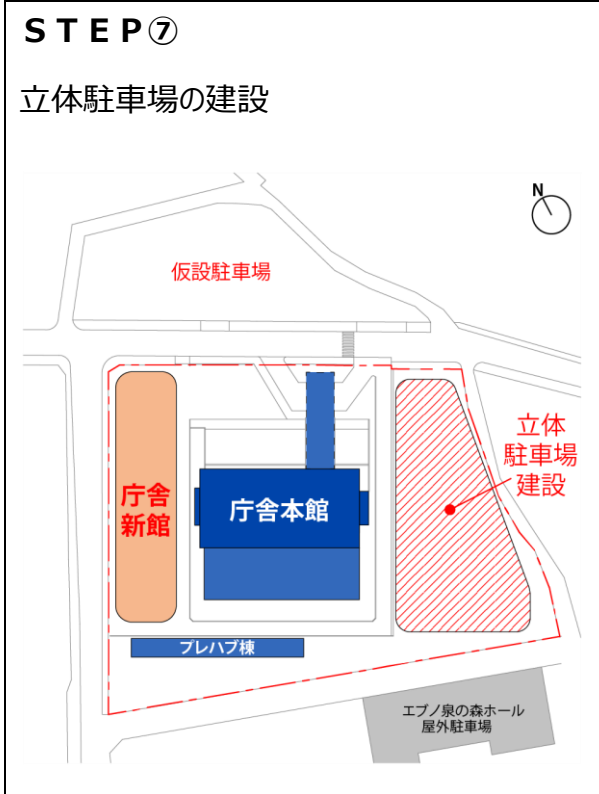 STEP⑦
立体駐車場の建設
N
仮設駐車場
立体
駐車場
建設
庁舎
新館
庁舎本館
プレハブ棟
エブノ泉の森ホール
屋外駐車場